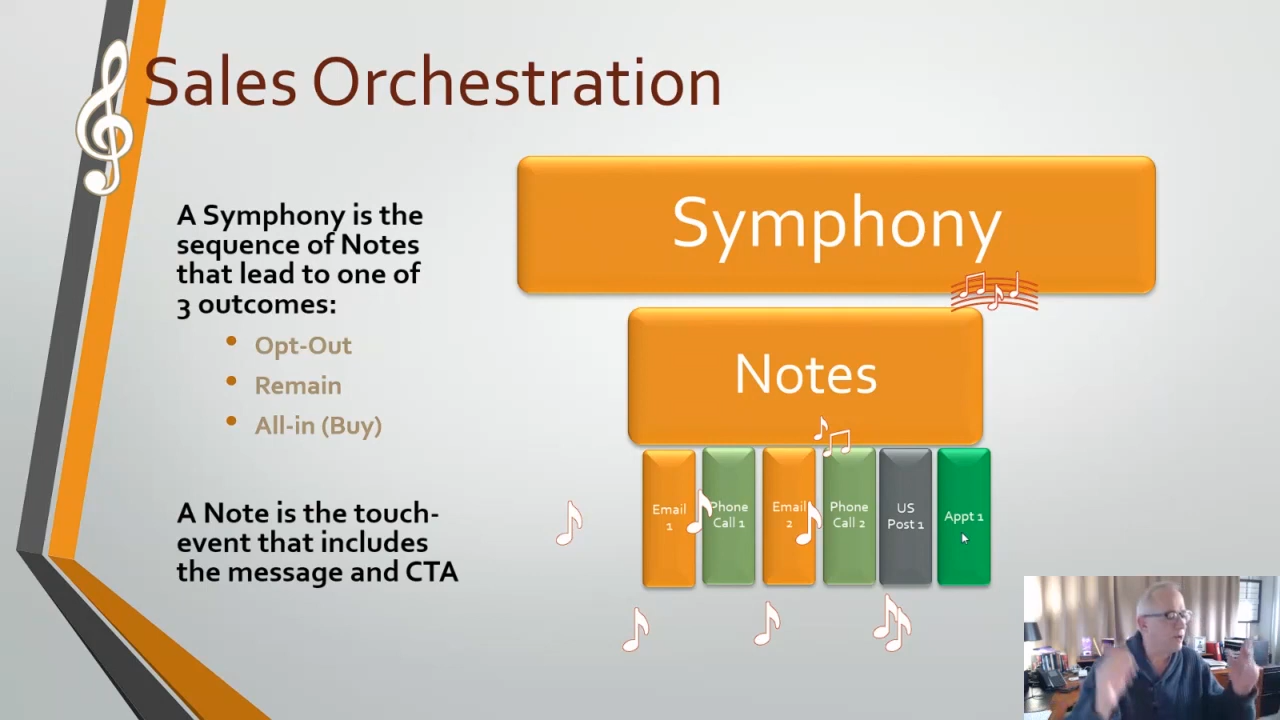 Sales Orchestration
A Symphony is the
sequence of Notes
that lead to one of
3 outcomes:
• Opt-Out
• Remain
• All-in (Buy)
A Note is the touch-
event that includes
the message and CTA
Symphony
Notes
Email
1
Phone
Call 1
Email
2
Phone
Call 2
US
Post 1
Appt 1